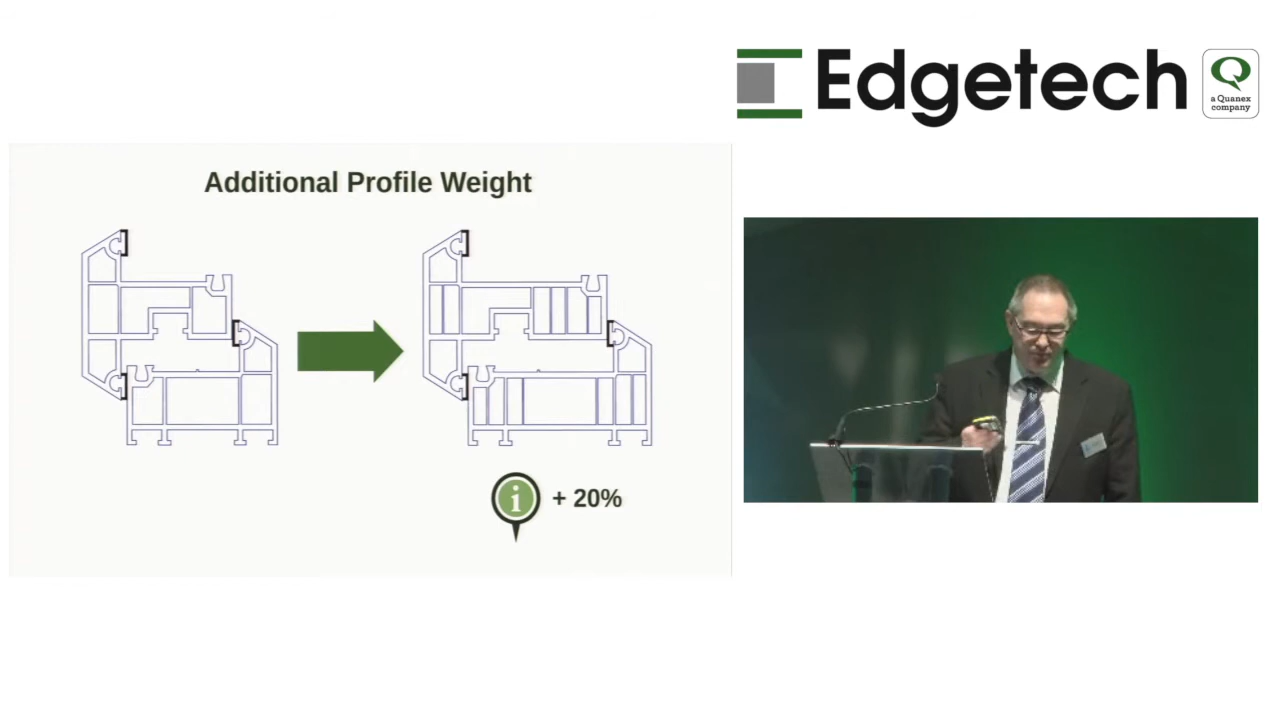 Edgetech
a Quanex
company
Additional Profile Weight
i + 20%